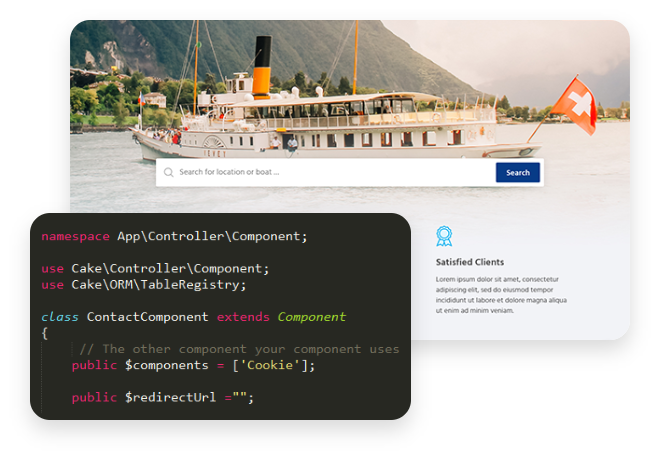 VEVEY
Search for location or boat ...
Search
Satisfied Clients
Lorem ipsum dolor sit amet, consectetur
adipiscing elit, sed do eiusmod tempor
incididunt ut labore et dolore magna aliqua
ut enim ad minim veniam.
namespace App\Controller\Component;
use Cake\Controller\Component;
use Cake\ORM\TableRegistry;
class ContactComponent extends Component
{
// The other component your component uses
public $components = ['Cookie'];
public $redirectUrl ="";